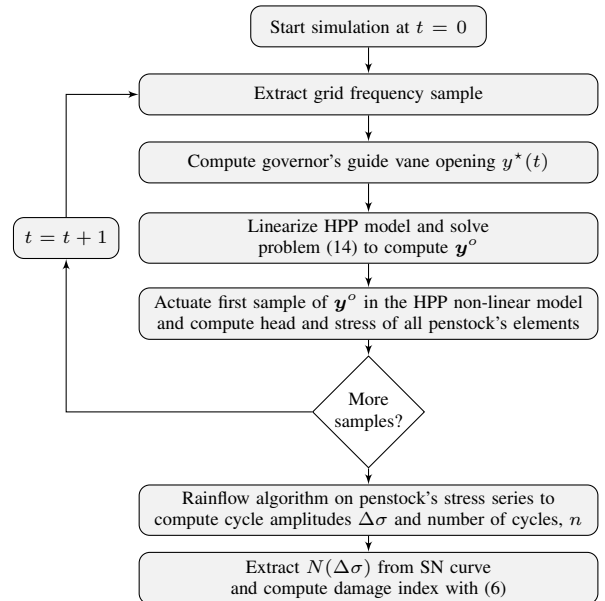 Start simulation at t = 0
Extract grid frequency sample
Compute governor's guide vane opening y⋆(t)
Linearize HPP model and solve
problem (14) to compute yᵒ
t = t + 1
Actuate first sample of yᵒ in the HPP non-linear model
and compute head and stress of all penstock's elements
More
samples?
Rainflow algorithm on penstock's stress series to
compute cycle amplitudes Δσ and number of cycles, n
Extract N(Δσ) from SN curve
and compute damage index with (6)